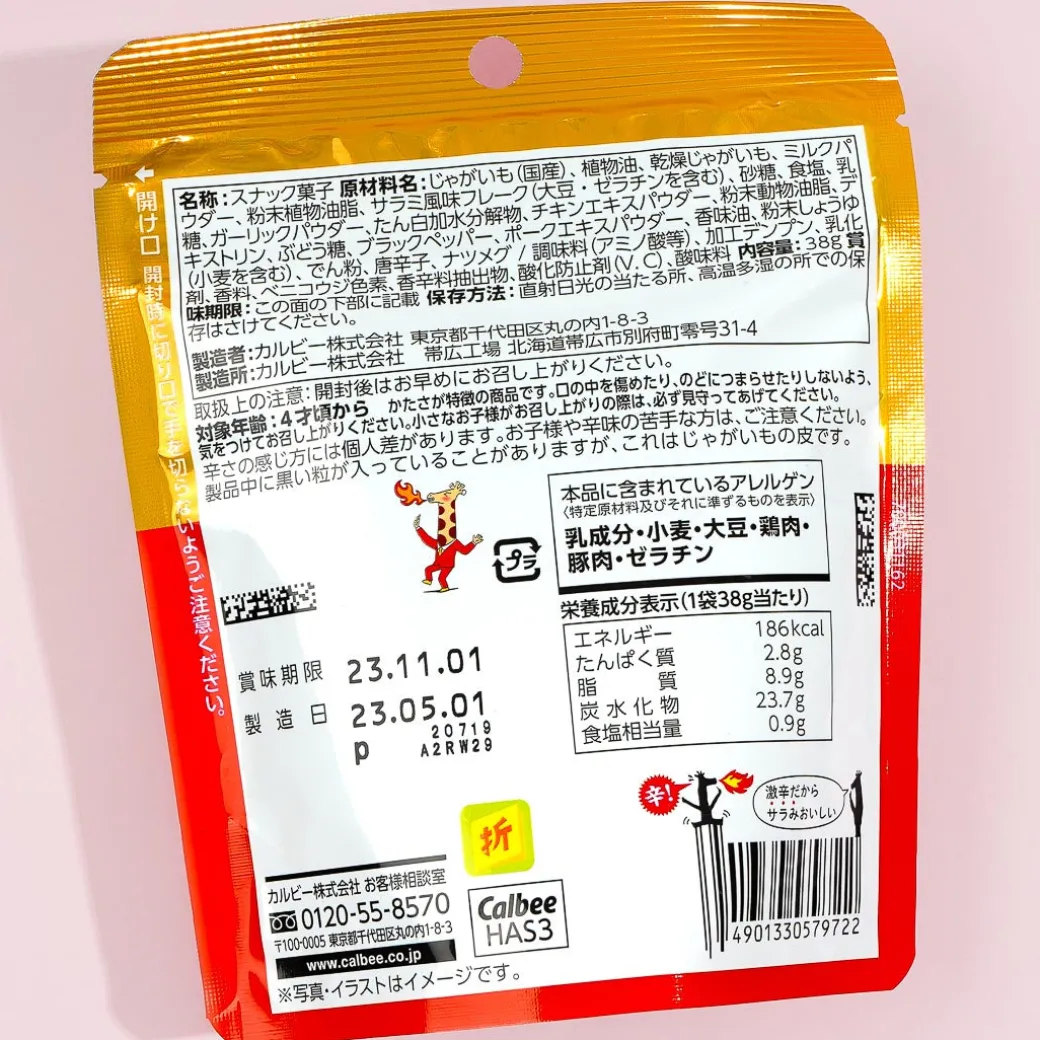 名称：スナック菓子 原材料名：じゃがいも(国産)、植物油、乾燥じゃがいも、ミルクパ
ウダー、粉末植物油脂、サラミ風味フレーク(大豆・ゼラチンを含む)、砂糖、食塩、乳
糖、ガーリックパウダー、たん白加水分解物、チキンエキスパウダー、粉末動物油脂、デ
キストリン、ぶどう糖、ブラックペッパー、ポークエキスパウダー、香味油、粉末しょうゆ
(小麦を含む)、でん粉、唐辛子、ナツメグ／調味料(アミノ酸等)、加工デンプン、乳化
剤、香料、ベニコウジ色素、香辛料抽出物、酸化防止剤(V.C)、酸味料 内容量：38g 賞
味期限：この面の下部に記載 保存方法：直射日光の当たる所、高温多湿の所での保
存はさけてください。
製造者：カルビー株式会社 東京都千代田区丸の内1-8-3
製造所：カルビー株式会社 帯広工場 北海道帯広市別府町零号31-4
取扱上の注意：開封後はお早めにお召し上がりください。
対象年齢：4才頃から かたさが特徴の商品です。口の中を傷めたり、のどにつまらせたりしないよう、
気をつけてお召し上がりください。小さなお子様がお召し上がりの際は、必ず見守ってあげてください。
辛さの感じ方には個人差があります。お子様や辛味の苦手な方は、ご注意ください。
製品中に黒い粒が入っていることがありますが、これはじゃがいもの皮です。
開け口 開封時に切り口で手を切らないようご注意ください。
プラ
本品に含まれているアレルゲン
〈特定原材料及びそれに準ずるものを表示〉
乳成分・小麦・大豆・鶏肉・
豚肉・ゼラチン
栄養成分表示(1袋38g当たり)
エネルギー 186kcal
たんぱく質 2.8g
脂質 8.9g
炭水化物 23.7g
食塩相当量 0.9g
賞味期限 23.11.01
製造日 23.05.01
p 20719
A2RW29
辛!
激辛だから
サラみおいしい
折
カルビー株式会社 お客様相談室
0120-55-8570
〒100-0005 東京都千代田区丸の内1-8-3
www.calbee.co.jp
※写真・イラストはイメージです。
Calbee
HAS3
4901330579722